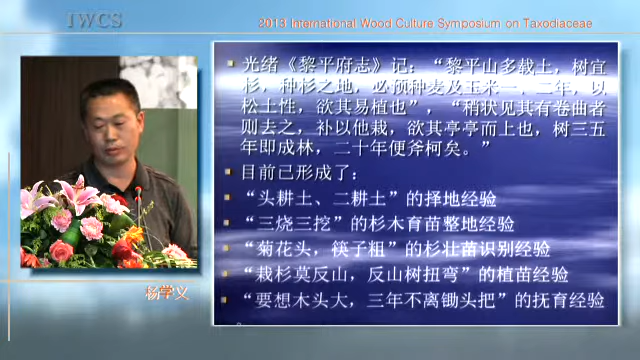 IWCS
2013 International Wood Culture Symposium on Taxodiaceae
光绪《黎平府志》记：“黎平山多载土，树宜
杉，种杉之地，必须种麦及玉米一、二年，以
松土性，欲其易植也”，“稍状见其有卷曲者
则去之，补以他栽，欲其亭亭而上也，树三五
年即成林，二十年便斧柯矣。”
目前已形成了：
“头耕土、二耕土”的择地经验
“三烧三挖”的杉木育苗整地经验
“菊花头，筷子粗”的杉壮苗识别经验
“栽杉莫反山，反山树扭弯”的植苗经验
“要想木头大，三年不离锄头把”的抚育经验
。
杨学义